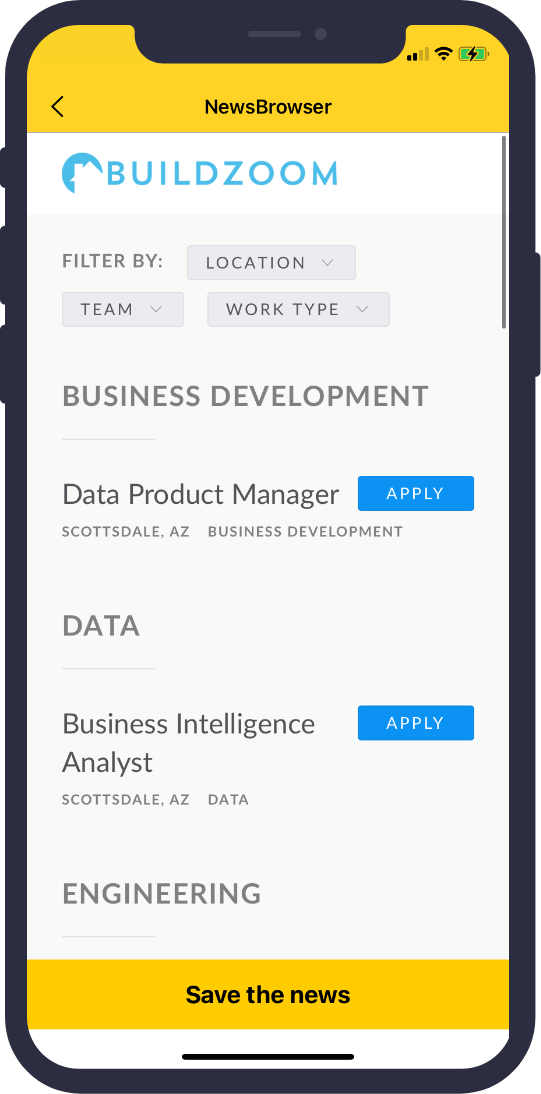 NewsBrowser
BUILDZOOM
FILTER BY: LOCATION
TEAM WORK TYPE
BUSINESS DEVELOPMENT
Data Product Manager APPLY
SCOTTSDALE, AZ BUSINESS DEVELOPMENT
DATA
Business Intelligence APPLY
Analyst
SCOTTSDALE, AZ DATA
ENGINEERING
Save the news